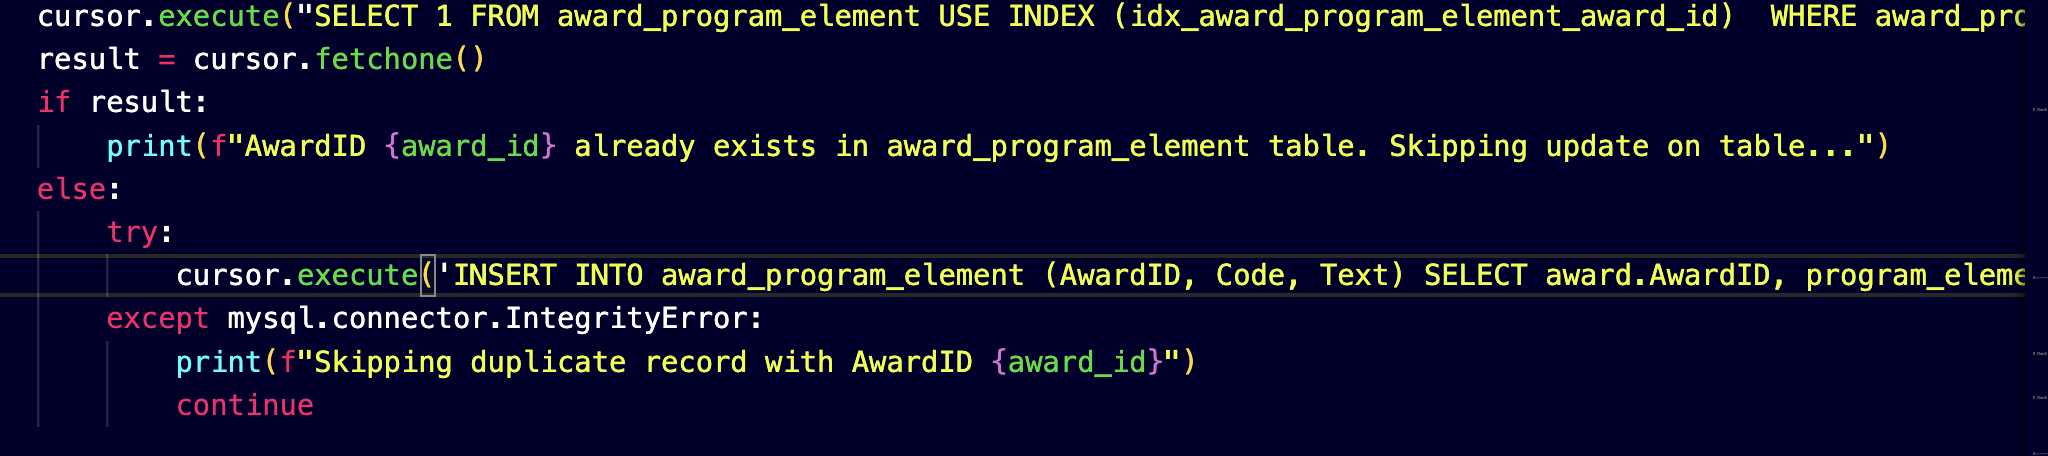 cursor.execute("SELECT 1 FROM award_program_element USE INDEX (idx_award_program_element_award_id)  WHERE award_pro
result = cursor.fetchone()
if result:
    print(f"AwardID {award_id} already exists in award_program_element table. Skipping update on table...")
else:
    try:
        cursor.execute('INSERT INTO award_program_element (AwardID, Code, Text) SELECT award.AwardID, program_eleme
    except mysql.connector.IntegrityError:
        print(f"Skipping duplicate record with AwardID {award_id}")
        continue